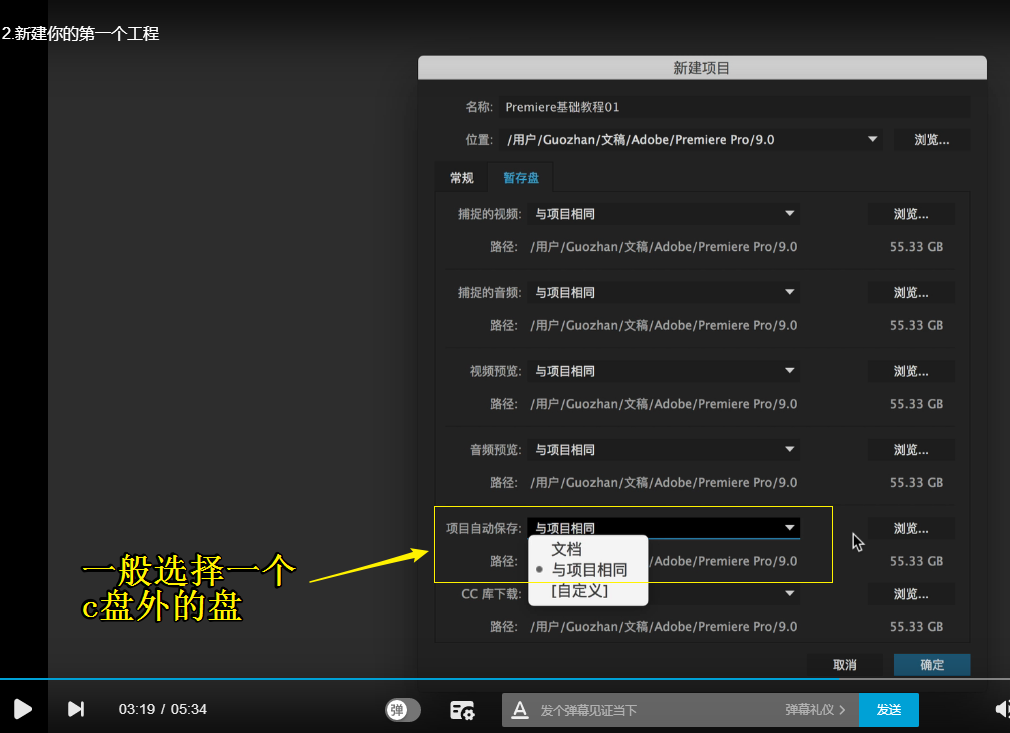 2.新建你的第一个工程
新建项目
名称: Premiere基础教程01
位置: /用户/Guozhan/文稿/Adobe/Premiere Pro/9.0 浏览...
常规 暂存盘
捕捉的视频: 与项目相同 浏览...
路径: /用户/Guozhan/文稿/Adobe/Premiere Pro/9.0 55.33 GB
捕捉的音频: 与项目相同 浏览...
路径: /用户/Guozhan/文稿/Adobe/Premiere Pro/9.0 55.33 GB
视频预览: 与项目相同 浏览...
路径: /用户/Guozhan/文稿/Adobe/Premiere Pro/9.0 55.33 GB
音频预览: 与项目相同 浏览...
路径: /用户/Guozhan/文稿/Adobe/Premiere Pro/9.0 55.33 GB
项目自动保存: 与项目相同 浏览...
文档
路径: /Adobe/Premiere Pro/9.0 55.33 GB
与项目相同
[自定义]
CC 库下载: 浏览...
路径: /用户/Guozhan/文稿/Adobe/Premiere Pro/9.0 55.33 GB
一般选择一个
c盘外的盘
取消 确定
03:19 / 05:34 弹 A 发个弹幕见证当下 弹幕礼仪 > 发送